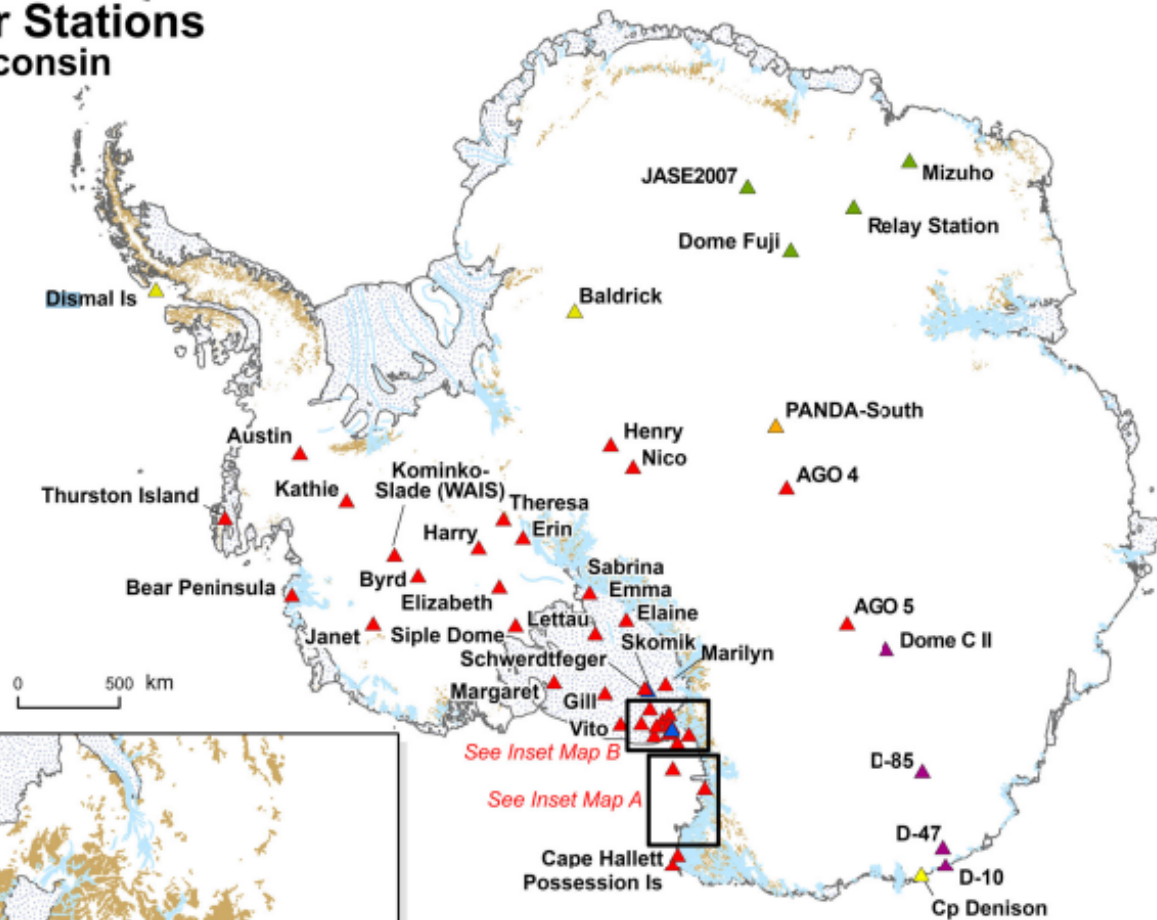 r Stations
consin
JASE2007
Mizuho
Relay Station
Dome Fuji
Dismal Is
Baldrick
PANDA-South
Austin
Henry
Nico
AGO 4
Kominko-
Slade (WAIS)
Kathie
Thurston Island
Theresa
Harry
Erin
Byrd
Bear Peninsula
Elizabeth
Sabrina
Emma
Elaine
AGO 5
Janet
Siple Dome
Lettau
Skomik
Dome C II
Schwerdtfeger
Marilyn
0 500 km
Margaret
Gill
Vito
See Inset Map B
D-85
See Inset Map A
D-47
Cape Hallett
Possession Is
D-10
Cp Denison